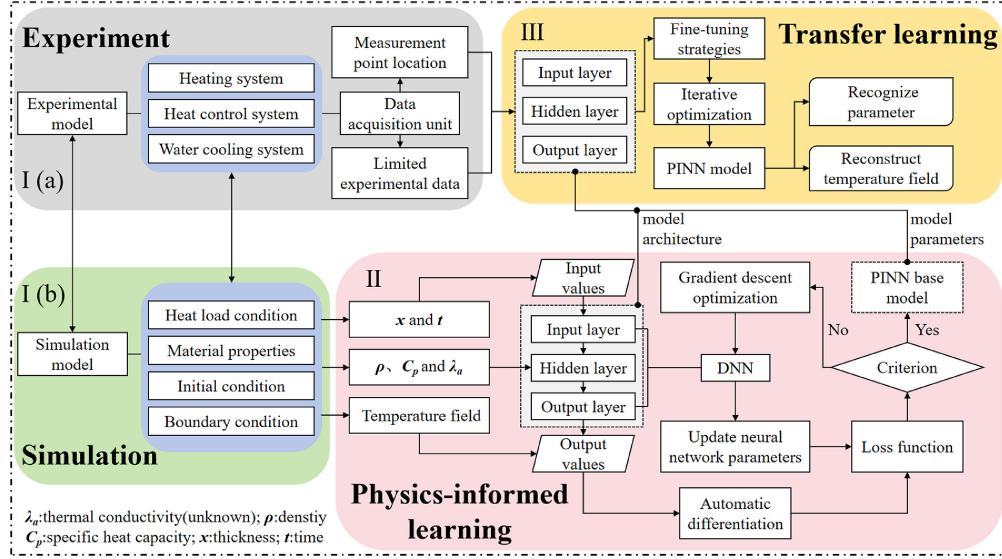 Experiment
Heating system
Heat control system
Water cooling system
Experimental
model
Measurement
point location
Data
acquisition unit
Limited
experimental data
I (a)
III
Transfer learning
Input layer
Hidden layer
Output layer
Fine-tuning
strategies
Iterative
optimization
PINN model
Recognize
parameter
Reconstruct
temperature field
model
architecture
model
parameters
I (b)
Simulation
model
Heat load condition
Material properties
Initial condition
Boundary condition
Simulation
II
x and t
ρ、Cp and λa
Temperature field
Input
values
Input layer
Hidden layer
Output layer
Output
values
Gradient descent
optimization
DNN
Update neural
network parameters
Automatic
differentiation
PINN base
model
No
Yes
Criterion
Loss function
Physics-informed
learning
λa:thermal conductivity(unknown); ρ:denstiy
Cp:specific heat capacity; x:thickness; t:time